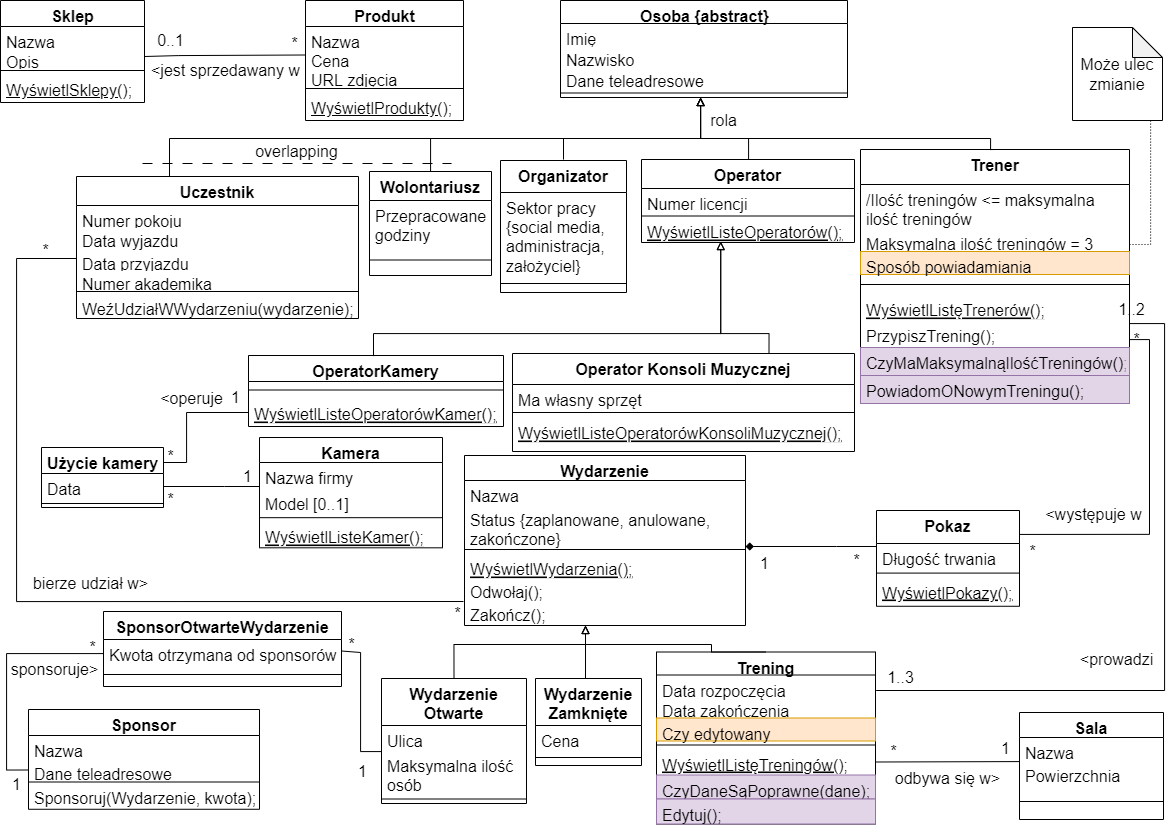 Sklep
Nazwa
Opis
WyświetlSklepy();
0..1
*
<jest sprzedawany w
Produkt
Nazwa
Cena
URL zdjęcia
WyświetlProdukty();
Osoba {abstract}
Imię
Nazwisko
Dane teleadresowe
Może ulec
zmianie
rola
overlapping
Uczestnik
Numer pokoju
Data wyjazdu
Data przyjazdu
Numer akademika
WeźUdziałWWydarzeniu(wydarzenie);
Wolontariusz
Przepracowane
godziny
Organizator
Sektor pracy
{social media,
administracja,
założyciel}
Operator
Numer licencji
WyświetlListeOperatorów();
Trener
/Ilość treningów <= maksymalna
ilość treningów
Maksymalna ilość treningów = 3
Sposób powiadamiania
WyświetlListęTrenerów();
PrzypiszTrening();
CzyMaMaksymalnąIlośćTreningów();
PowiadomONowymTreningu();
1..2
*
*
OperatorKamery
WyświetlListeOperatorówKamer();
<operuje
1
Operator Konsoli Muzycznej
Ma własny sprzęt
WyświetlListeOperatorówKonsoliMuzycznej();
Użycie kamery
Data
*
*
1
Kamera
Nazwa firmy
Model [0..1]
WyświetlListeKamer();
Wydarzenie
Nazwa
Status {zaplanowane, anulowane,
zakończone}
WyświetlWydarzenia();
Odwołaj();
Zakończ();
1
*
Pokaz
Długość trwania
WyświetlPokazy();
<występuje w
*
bierze udział w>
*
SponsorOtwarteWydarzenie
Kwota otrzymana od sponsorów
*
*
sponsoruje>
Sponsor
Nazwa
Dane teleadresowe
Sponsoruj(Wydarzenie, kwota);
1
1
Wydarzenie
Otwarte
Ulica
Maksymalna ilość
osób
Wydarzenie
Zamknięte
Cena
Trening
Data rozpoczęcia
Data zakończenia
Czy edytowany
WyświetlListęTreningów();
CzyDaneSąPoprawne(dane);
Edytuj();
<prowadzi
1..3
*
1
odbywa się w>
Sala
Nazwa
Powierzchnia